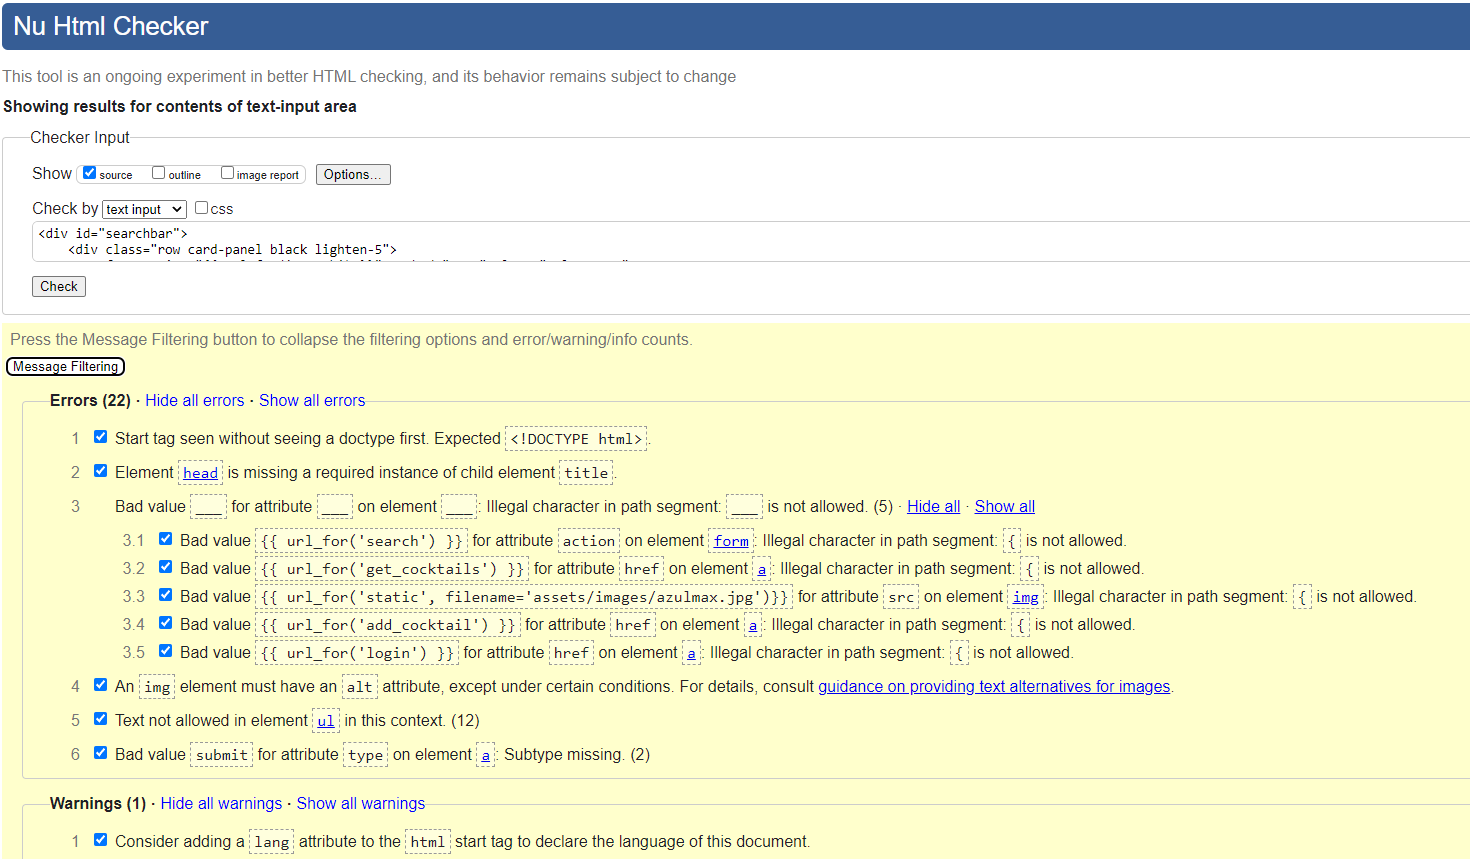 Nu Html Checker
This tool is an ongoing experiment in better HTML checking, and its behavior remains subject to change
Showing results for contents of text-input area
Checker Input
Show source outline image report Options...
Check by text input css
<div id="searchbar">
<div class="row card-panel black lighten-5">
Check
Press the Message Filtering button to collapse the filtering options and error/warning/info counts.
Message Filtering
Errors (22) · Hide all errors · Show all errors
1 Start tag seen without seeing a doctype first. Expected <!DOCTYPE html>.
2 Element head is missing a required instance of child element title.
3 Bad value ___ for attribute ___ on element ___: Illegal character in path segment: ___ is not allowed. (5) · Hide all · Show all
3.1 Bad value {{ url_for('search') }} for attribute action on element form: Illegal character in path segment: { is not allowed.
3.2 Bad value {{ url_for('get_cocktails') }} for attribute href on element a: Illegal character in path segment: { is not allowed.
3.3 Bad value {{ url_for('static', filename='assets/images/azulmax.jpg')}} for attribute src on element img: Illegal character in path segment: { is not allowed.
3.4 Bad value {{ url_for('add_cocktail') }} for attribute href on element a: Illegal character in path segment: { is not allowed.
3.5 Bad value {{ url_for('login') }} for attribute href on element a: Illegal character in path segment: { is not allowed.
4 An img element must have an alt attribute, except under certain conditions. For details, consult guidance on providing text alternatives for images.
5 Text not allowed in element ul in this context. (12)
6 Bad value submit for attribute type on element a: Subtype missing. (2)
Warnings (1) · Hide all warnings · Show all warnings
1 Consider adding a lang attribute to the html start tag to declare the language of this document.